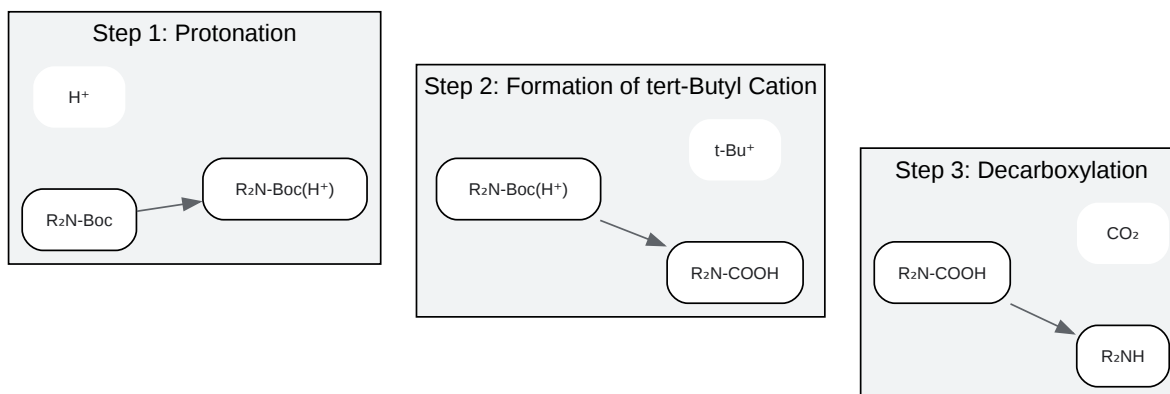 Step 1: Protonation
H⁺
R₂N-Boc
R₂N-Boc(H⁺)
Step 2: Formation of tert-Butyl Cation
t-Bu⁺
R₂N-Boc(H⁺)
R₂N-COOH
Step 3: Decarboxylation
CO₂
R₂N-COOH
R₂NH